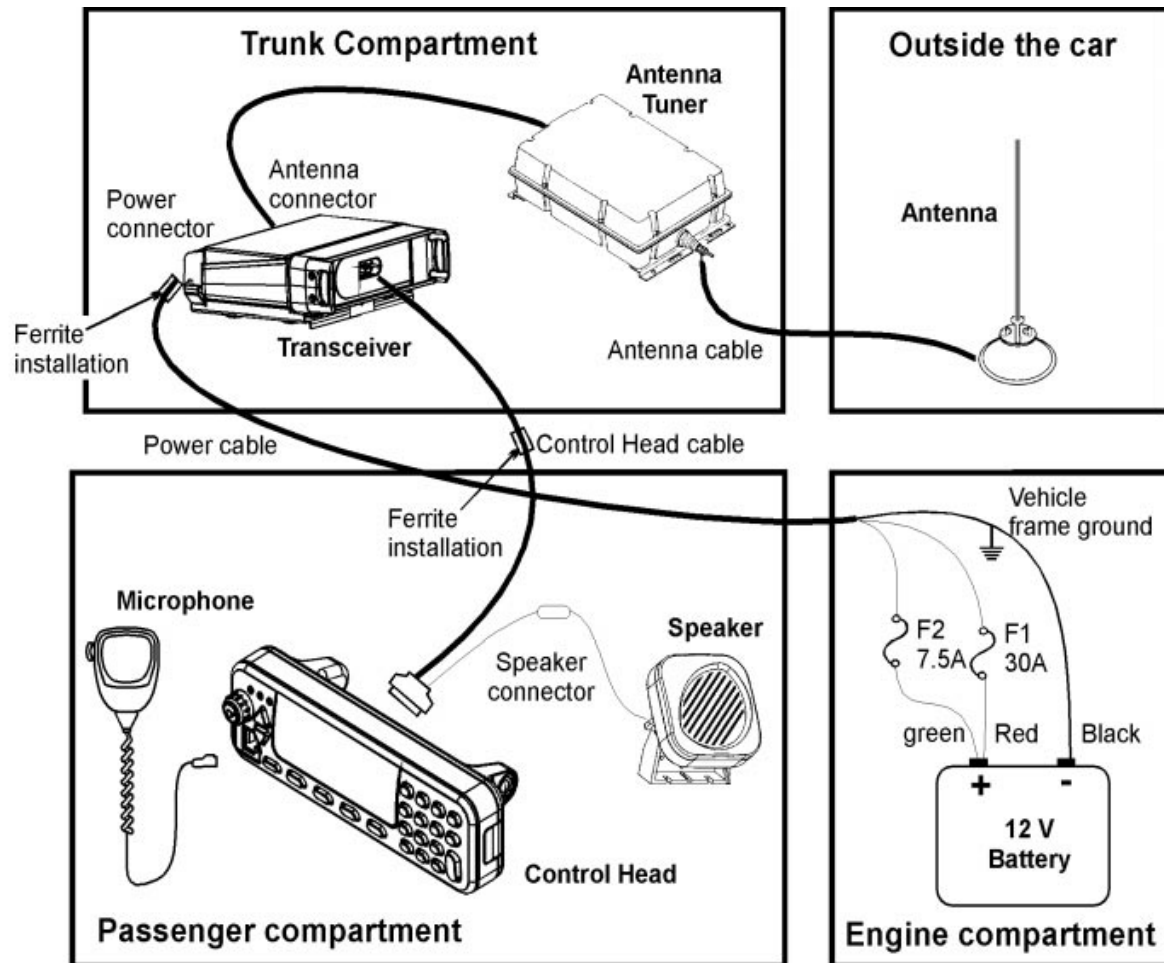 Trunk Compartment
Antenna
Tuner
Antenna
connector
Power
connector
Ferrite
installation
Transceiver
Antenna cable
Outside the car
Antenna
Power cable
Control Head cable
Ferrite
installation
Microphone
Speaker
connector
Speaker
Control Head
Passenger compartment
Vehicle
frame ground
F2
7.5A
F1
30A
green
Red
Black
+
-
12 V
Battery
Engine compartment